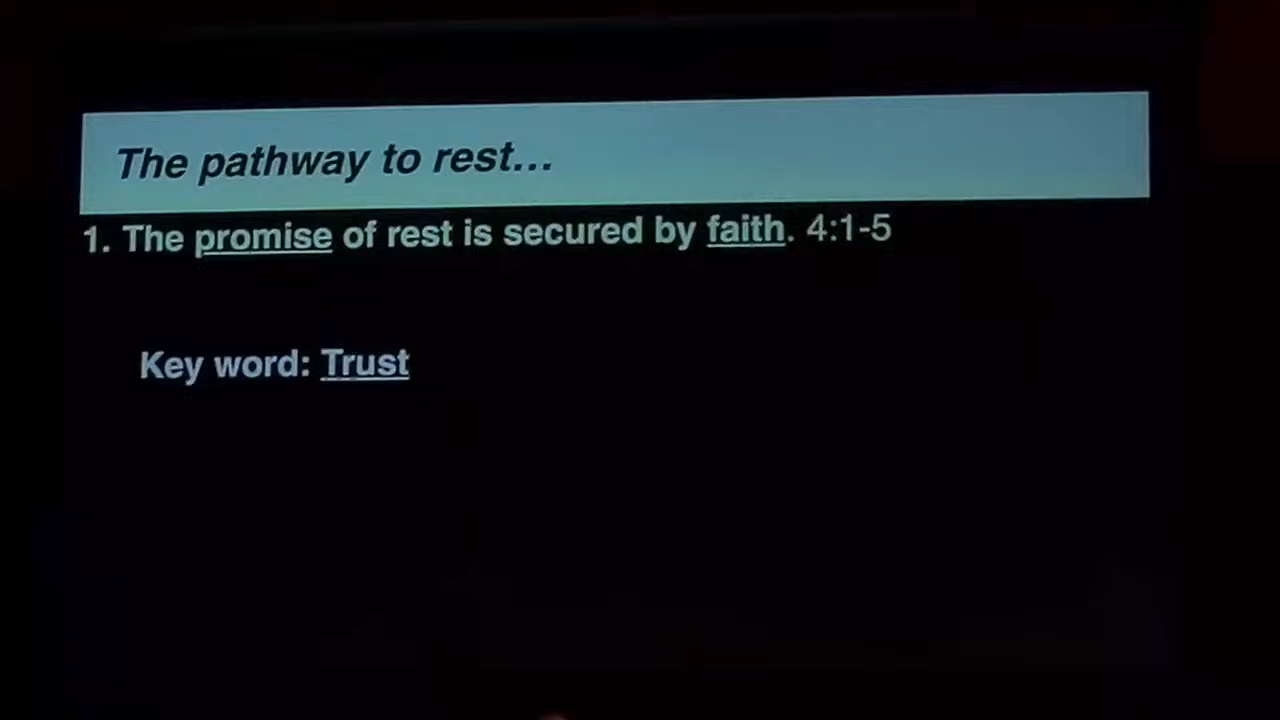 The pathway to rest...
1. The promise of rest is secured by faith. 4:1-5
Key word: Trust